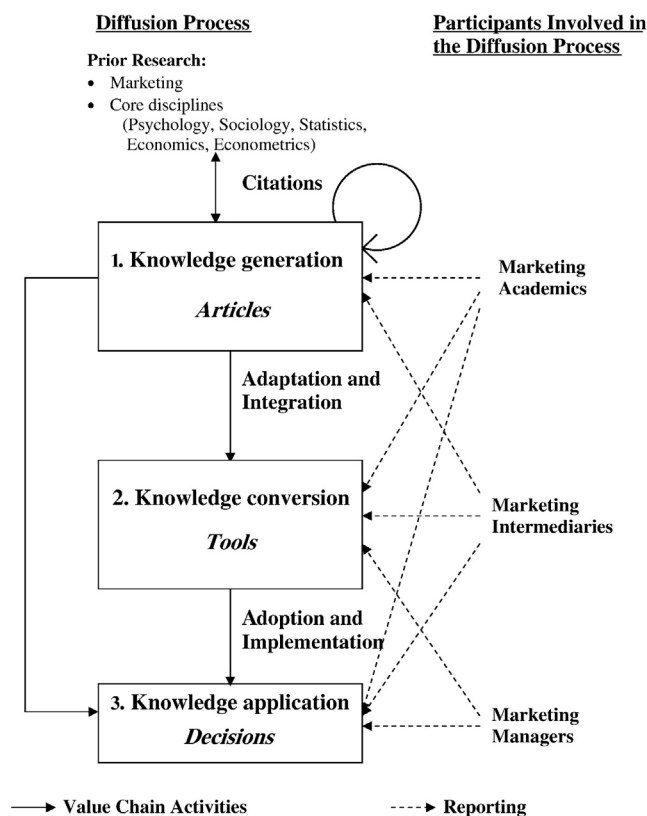 Diffusion Process
Participants Involved in
the Diffusion Process
Prior Research:
• Marketing
• Core disciplines
(Psychology, Sociology, Statistics,
Economics, Econometrics)
Citations
1. Knowledge generation
Articles
Marketing
Academics
Adaptation and
Integration
2. Knowledge conversion
Tools
Marketing
Intermediaries
Adoption and
Implementation
3. Knowledge application
Decisions
Marketing
Managers
Value Chain Activities
Reporting